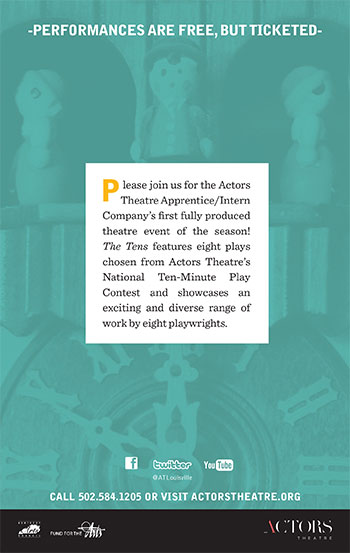 -PERFORMANCES ARE FREE, BUT TICKETED-
Please join us for the Actors
Theatre Apprentice/Intern
Company's first fully produced
theatre event of the season!
The Tens features eight plays
chosen from Actors Theatre's
National Ten-Minute Play
Contest and showcases an
exciting and diverse range of
work by eight playwrights.
f twitter YouTube
@ATLouisville
CALL 502.584.1205 OR VISIT ACTORSTHEATRE.ORG
KENTUCKY
arts
COUNCIL
FUND FOR THE Arts
ACTORS
THEATRE